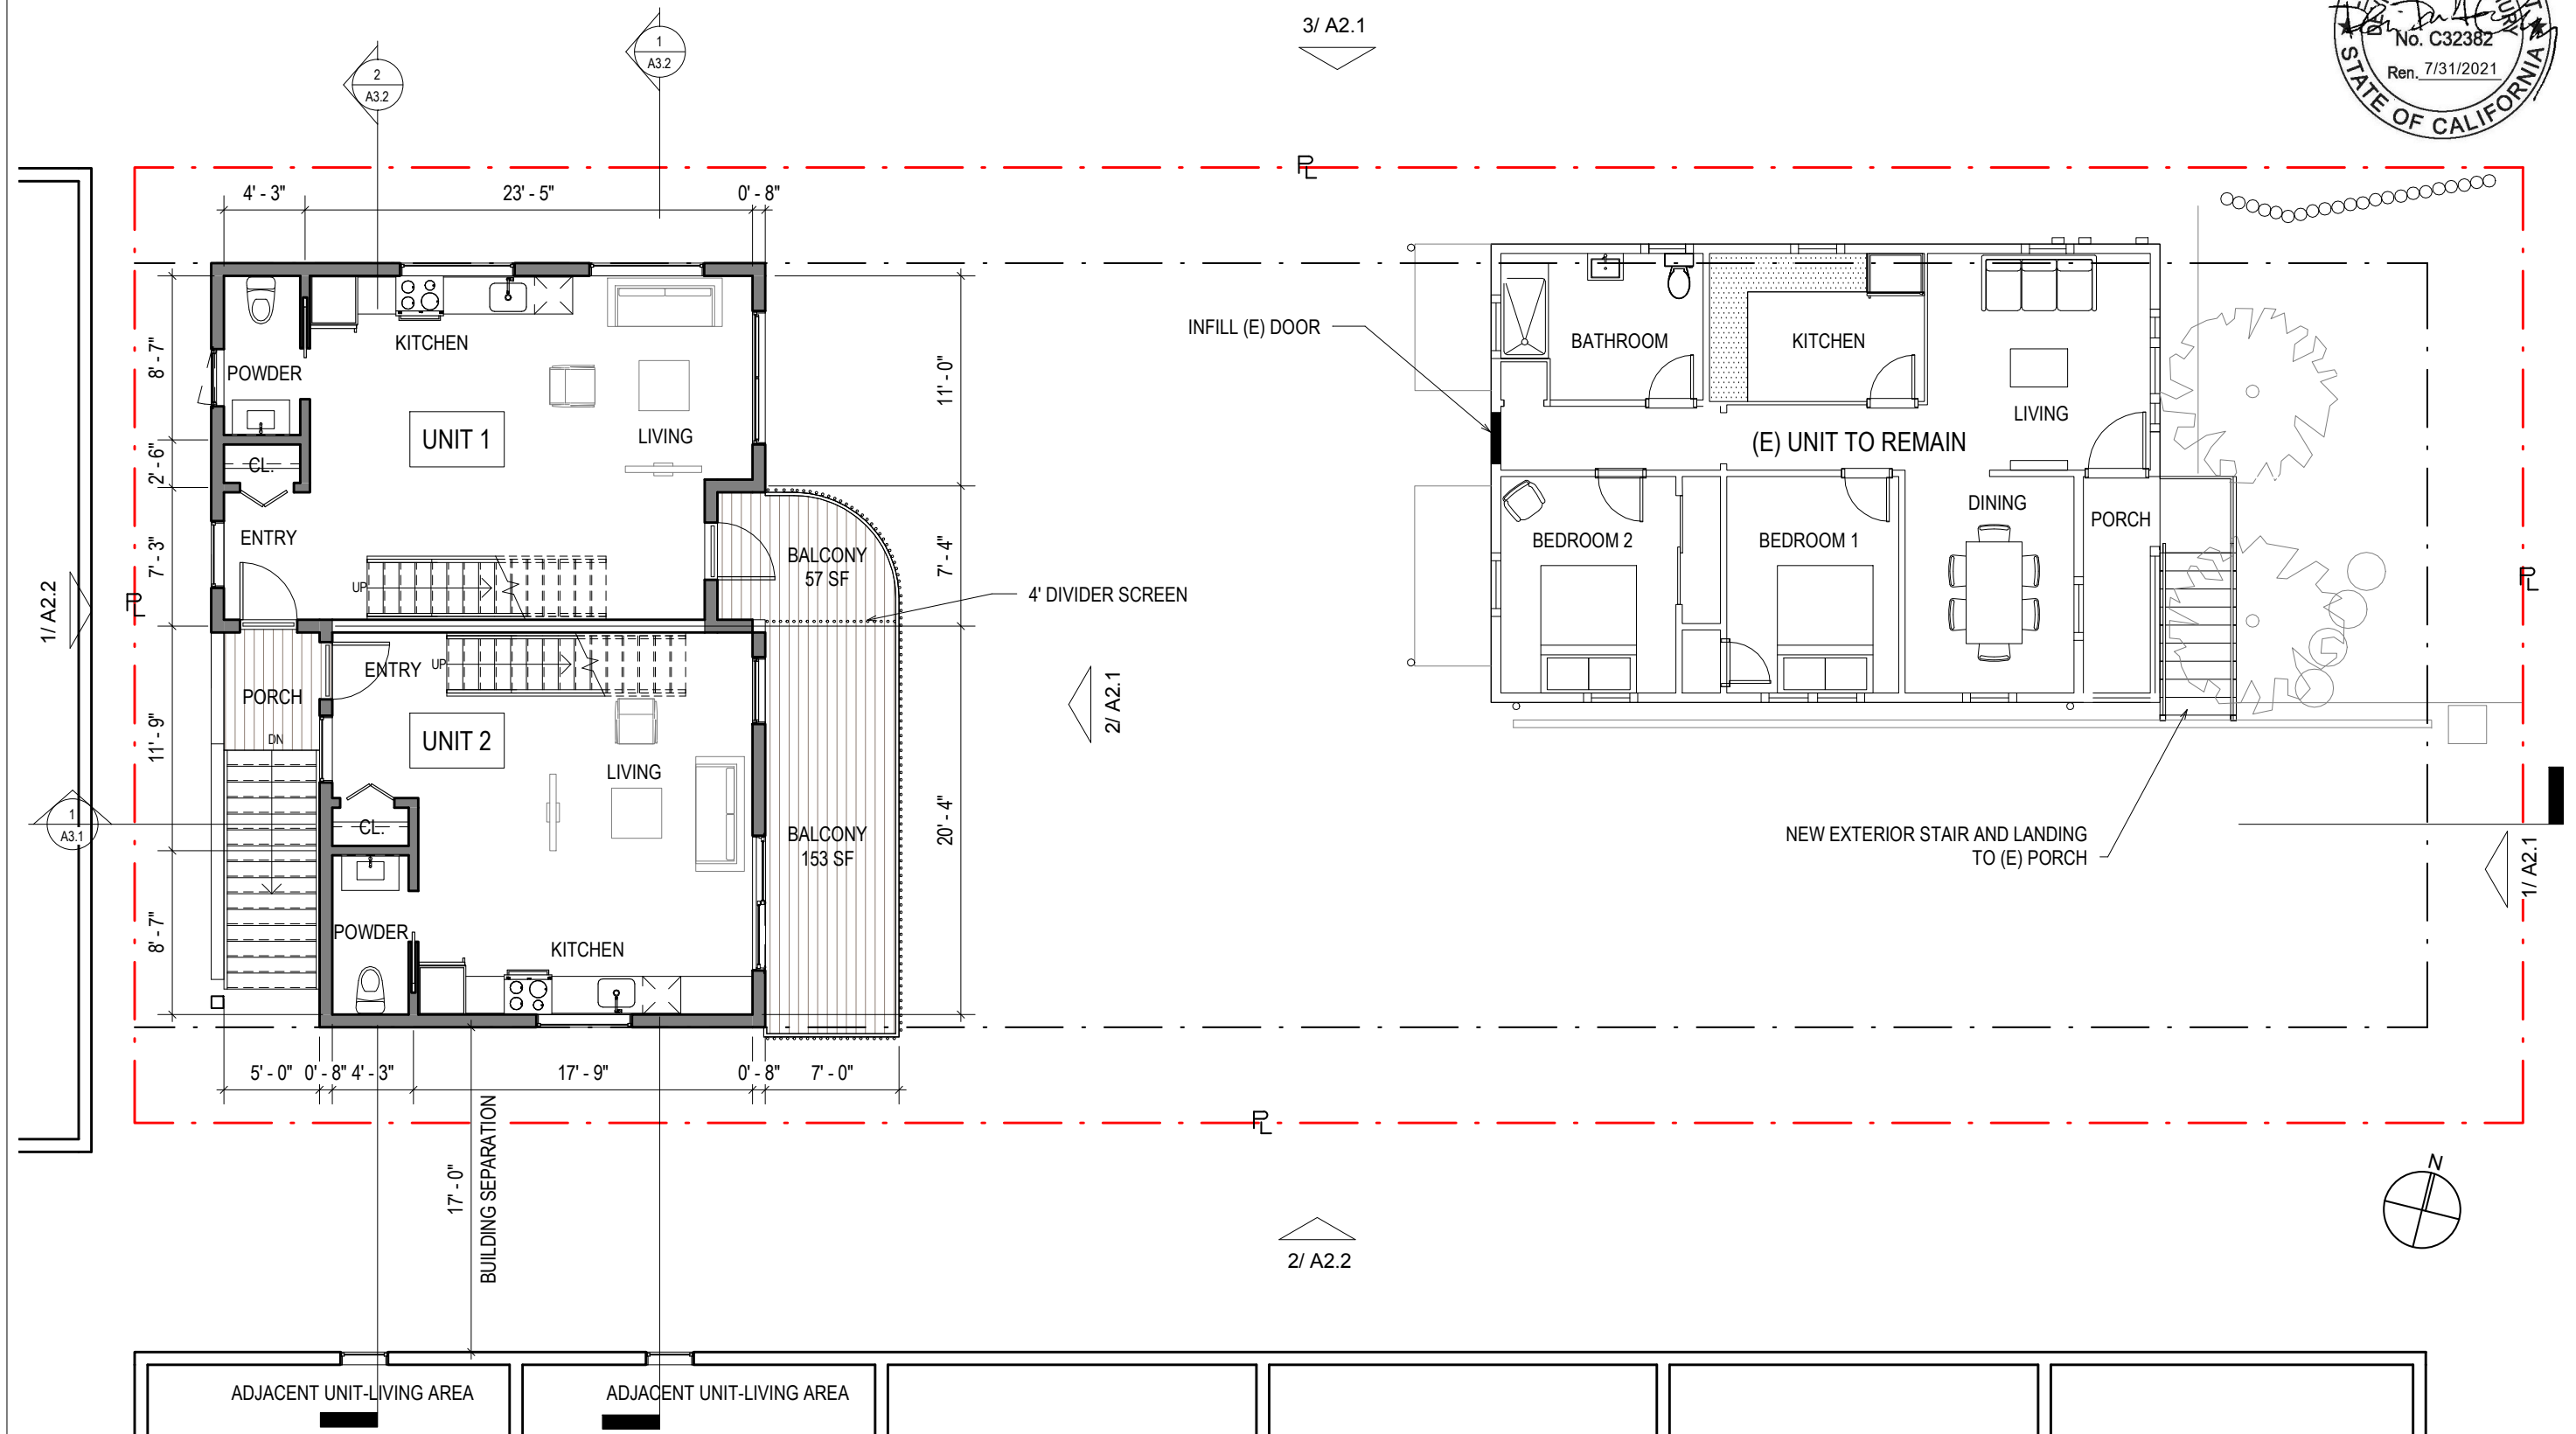 3/ A2.1
No. C32382
Ren. 7/31/2021
STATE OF CALIFORNIA
1
A3.2
2
A3.2
PL
4' - 3"
23' - 5"
0' - 8"
8' - 7"
2' - 6"
7' - 3"
11' - 9"
8' - 7"
11' - 0"
7' - 4"
20' - 4"
KITCHEN
POWDER
UNIT 1
LIVING
CL.
ENTRY
UP
BALCONY
57 SF
4' DIVIDER SCREEN
ENTRY
UP
PORCH
DN
UNIT 2
LIVING
CL.
BALCONY
153 SF
POWDER
KITCHEN
5' - 0"
0' - 8"
4' - 3"
17' - 9"
0' - 8"
7' - 0"
1/ A2.2
PL
1
A3.1
2/ A2.1
INFILL (E) DOOR
BATHROOM
KITCHEN
LIVING
(E) UNIT TO REMAIN
DINING
PORCH
BEDROOM 2
BEDROOM 1
PL
NEW EXTERIOR STAIR AND LANDING
TO (E) PORCH
1/ A2.1
PL
17' - 0"
BUILDING SEPARATION
N
2/ A2.2
ADJACENT UNIT-LIVING AREA
ADJACENT UNIT-LIVING AREA